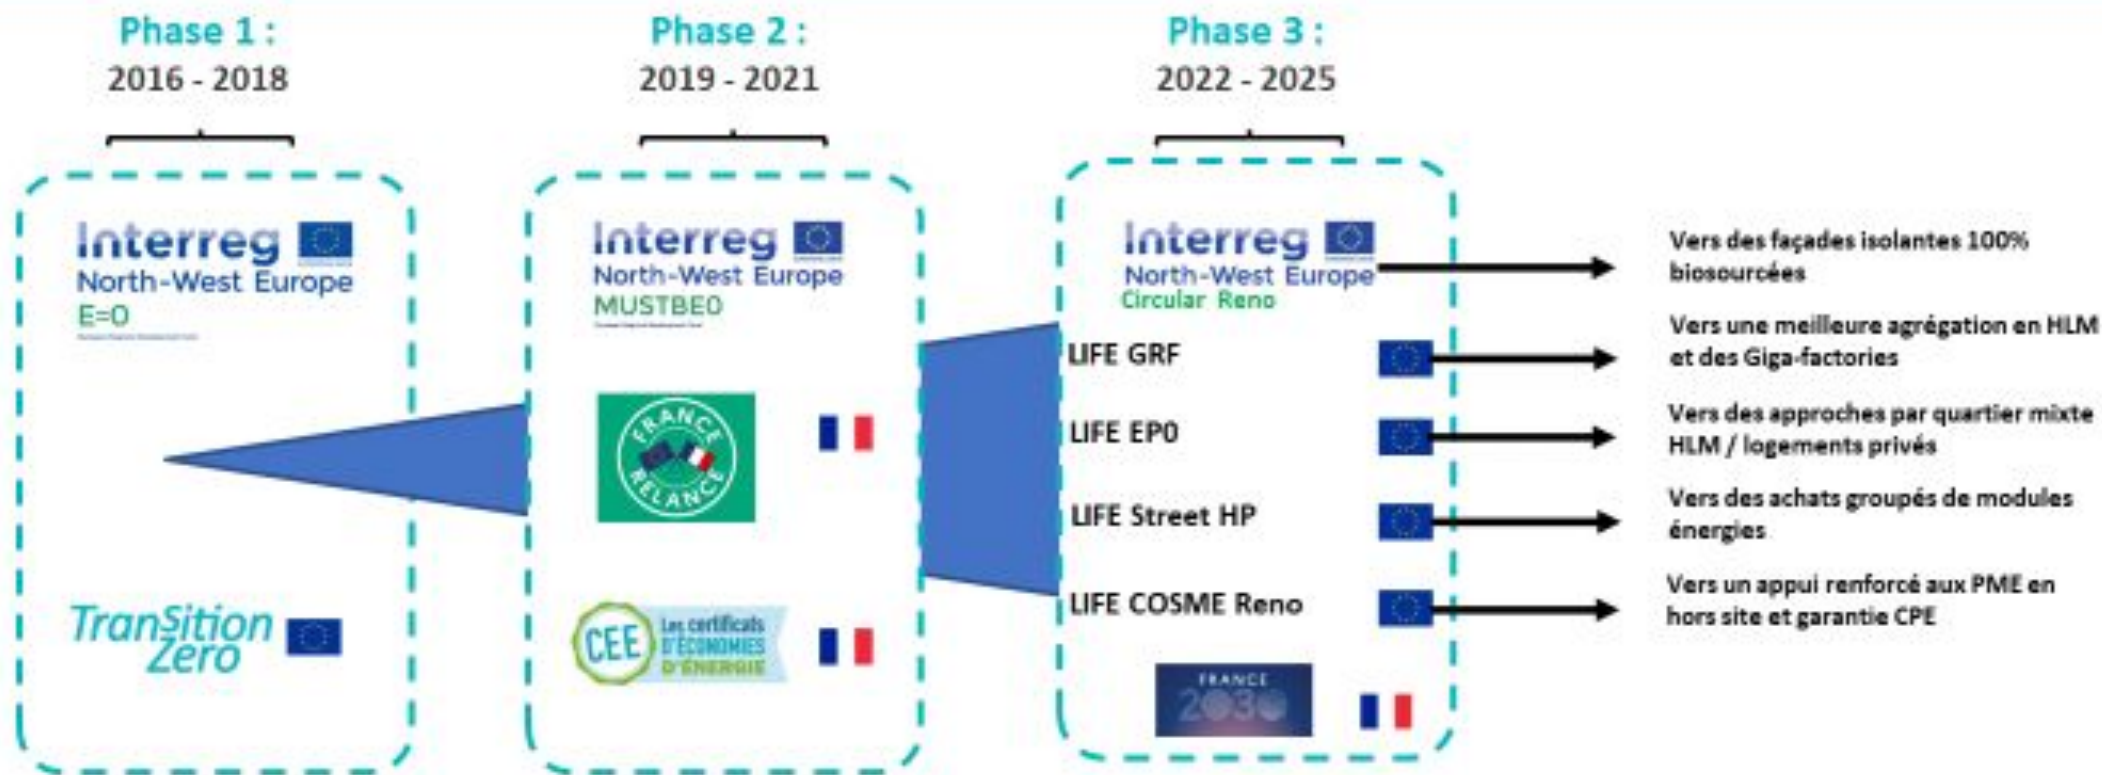 Phase 1 :
2016 - 2018
Interreg
North-West Europe
E=0
TranSition
Zero
Phase 2 :
2019 - 2021
Interreg
North-West Europe
MUSTBE0
FRANCE
RELANCE
CEE
Les certificats
D'ÉCONOMIES
D'ÉNERGIE
Phase 3 :
2022 - 2025
Interreg
North-West Europe
Circular Reno
LIFE GRF
LIFE EP0
LIFE Street HP
LIFE COSME Reno
FRANCE
2030
Vers des façades isolantes 100%
biosourcées
Vers une meilleure agrégation en HLM
et des Giga-factories
Vers des approches par quartier mixte
HLM / logements privés
Vers des achats groupés de modules
énergies
Vers un appui renforcé aux PME en
hors site et garantie CPE